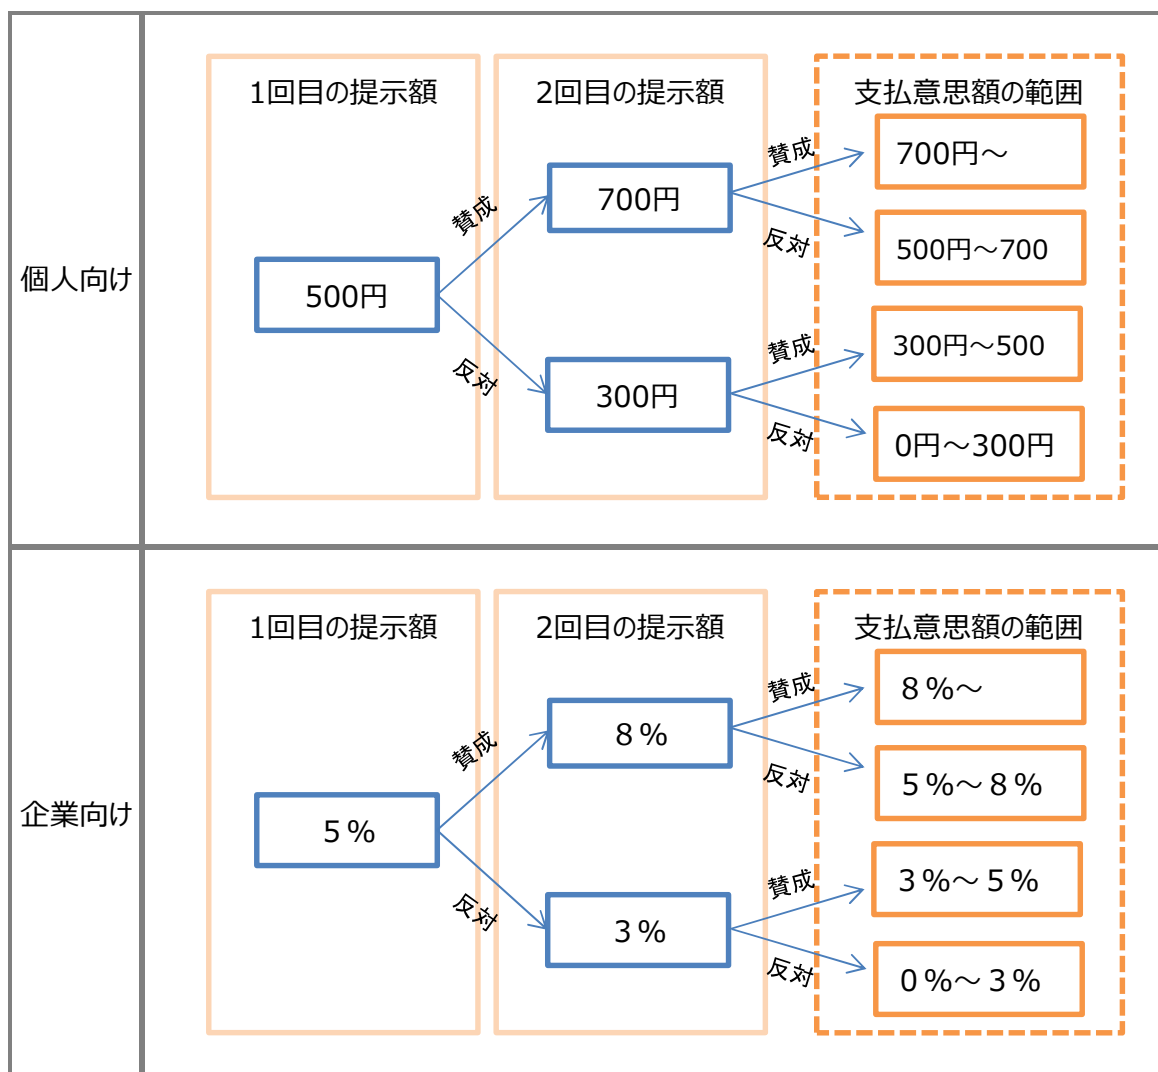 個人向け
1回目の提示額
2回目の提示額
支払意思額の範囲
500円
賛成
反対
700円
300円
賛成
反対
賛成
反対
700円～
500円～700
300円～500
0円～300円
企業向け
1回目の提示額
2回目の提示額
支払意思額の範囲
５%
賛成
反対
８%
３%
賛成
反対
賛成
反対
８%～
５%～８%
３%～５%
０%～３%